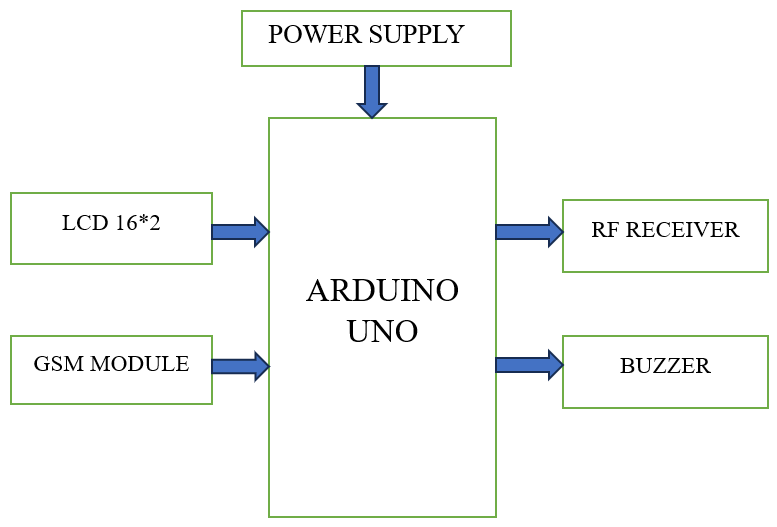 POWER SUPPLY
LCD 16*2
RF RECEIVER
ARDUINO
UNO
GSM MODULE
BUZZER